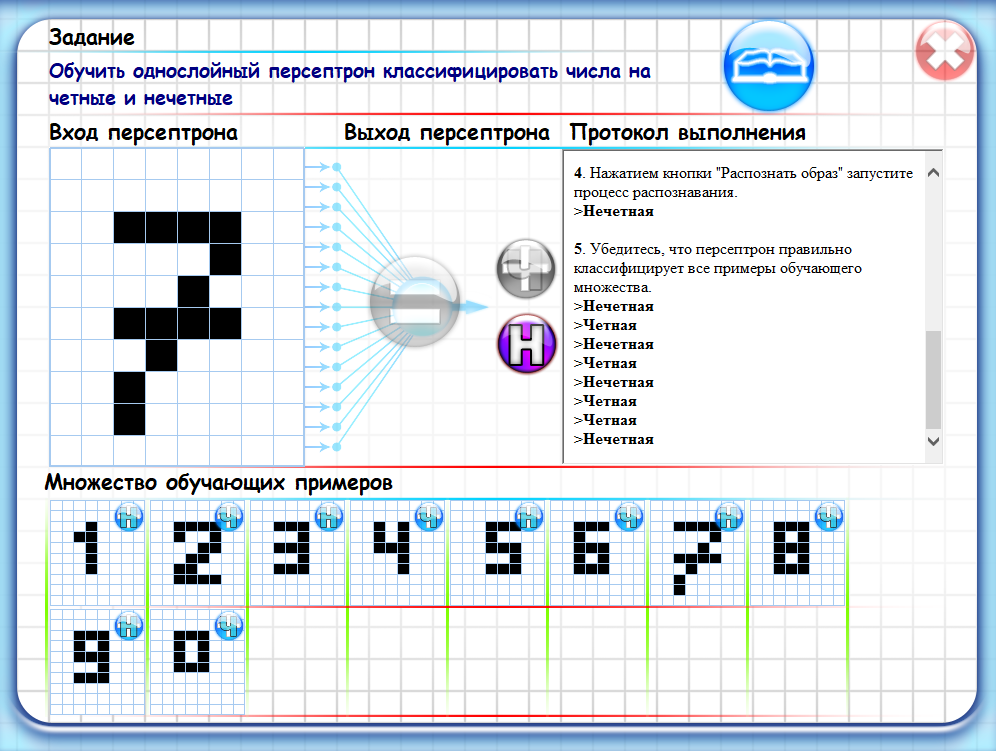 Задание
Обучить однослойный персептрон классифицировать числа на
четные и нечетные
Вход персептрона
Выход персептрона
Протокол выполнения
4. Нажатием кнопки "Распознать образ" запустите
процесс распознавания.
>Нечетная
5. Убедитесь, что персептрон правильно
классифицирует все примеры обучающего
множества.
>Нечетная
>Четная
>Нечетная
>Четная
>Нечетная
>Четная
>Четная
>Нечетная
7
Ч
Н
Множество обучающих примеров
Н Ч Н Ч Н Ч Н Ч
1 2 3 4 5 6 7 8
Н Ч
9 0